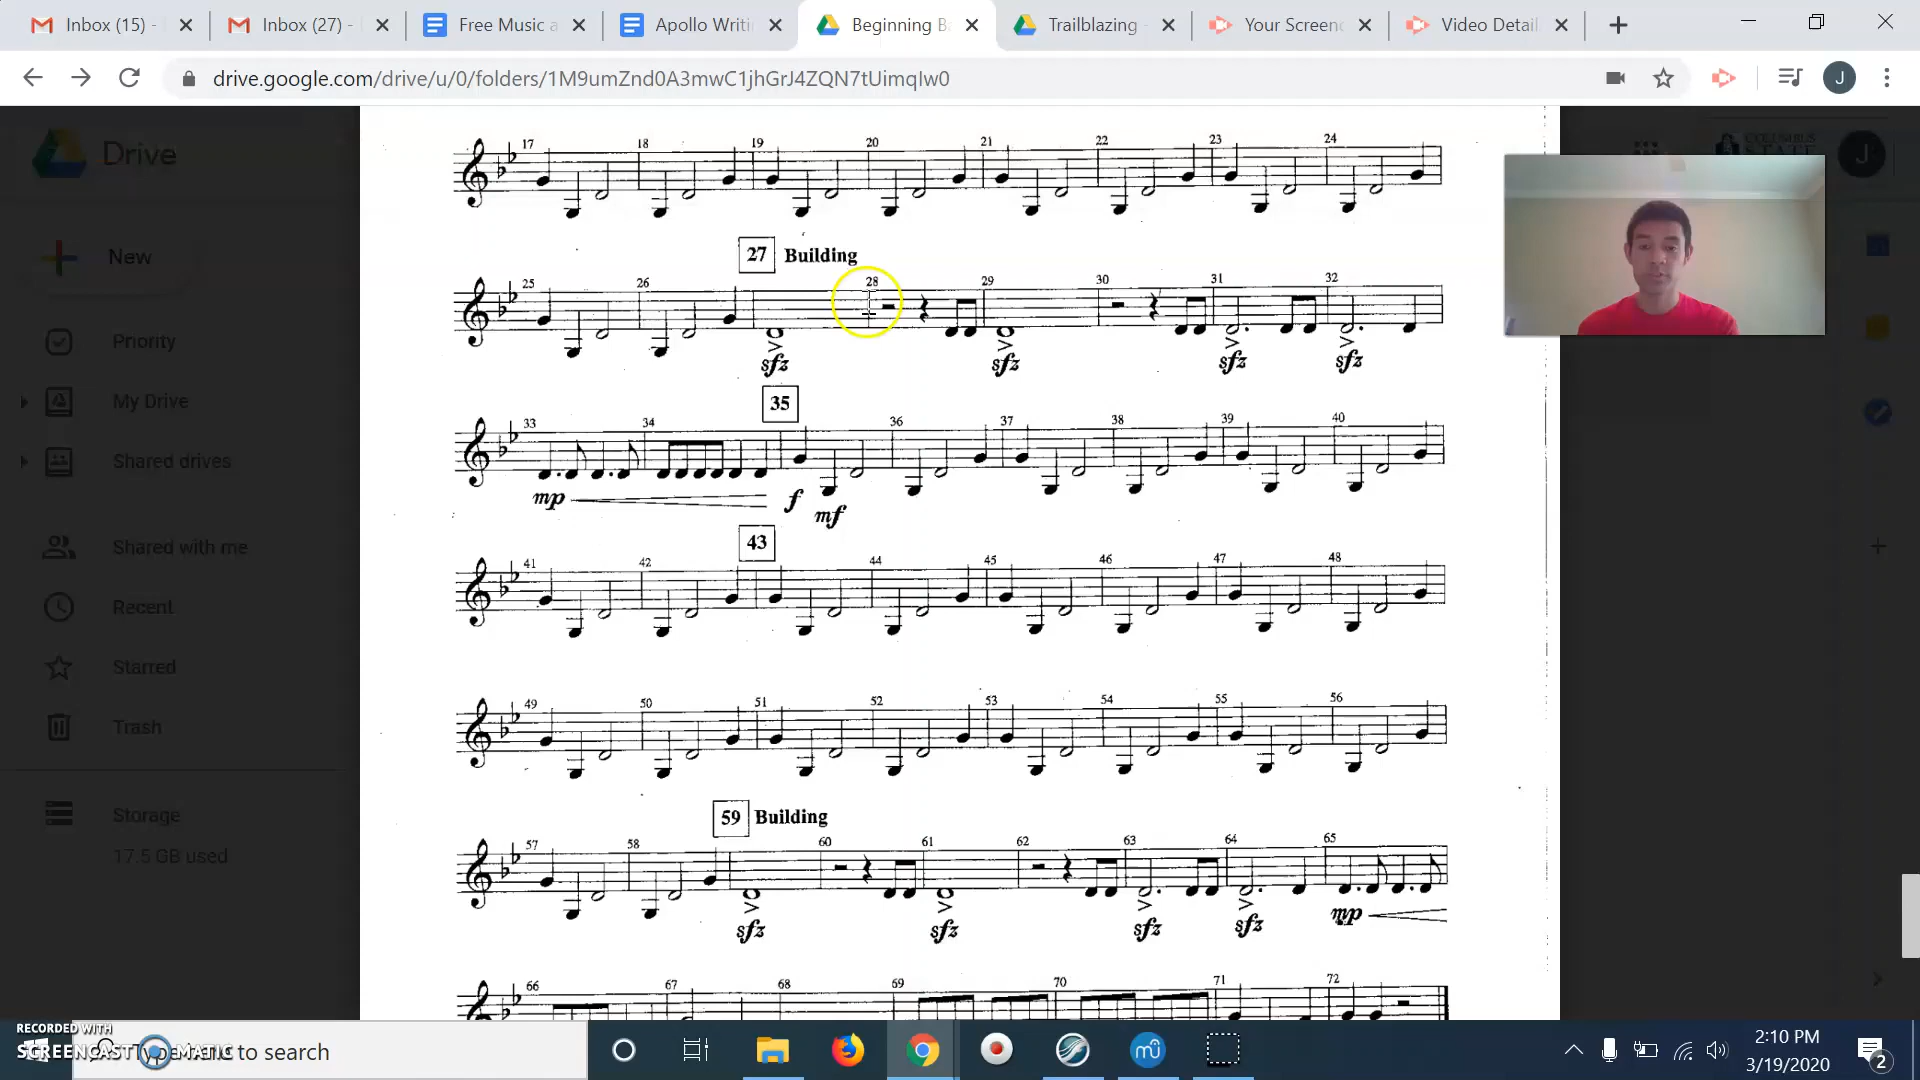 Inbox (15) -
Inbox (27) -
Free Music a
Apollo Writi
Beginning B
Trailblazing -
Your Screenc
Video Detail
drive.google.com/drive/u/0/folders/1M9umZnd0A3mwC1jhGrJ4ZQN7tUimqIw0
J
Drive
STATE
J
New
Priority
My Drive
Shared drives
Shared with me
Recent
Starred
Trash
Storage
17.5 GB used
17 18 19 20 21 22 23 24
27 Building
25 26 28 29 30 31 32
sfz sfz sfz sfz
35
33 34 36 37 38 39 40
mp f mf
43
41 42 44 45 46 47 48
49 50 51 52 53 54 55 56
59 Building
57 58 60 61 62 63 64 65
sfz sfz sfz sfz mp
66 67 68 69 70 71 72
RECORDED WITH
SCREENCAST MATIC
Type here to search
2:10 PM
3/19/2020
2